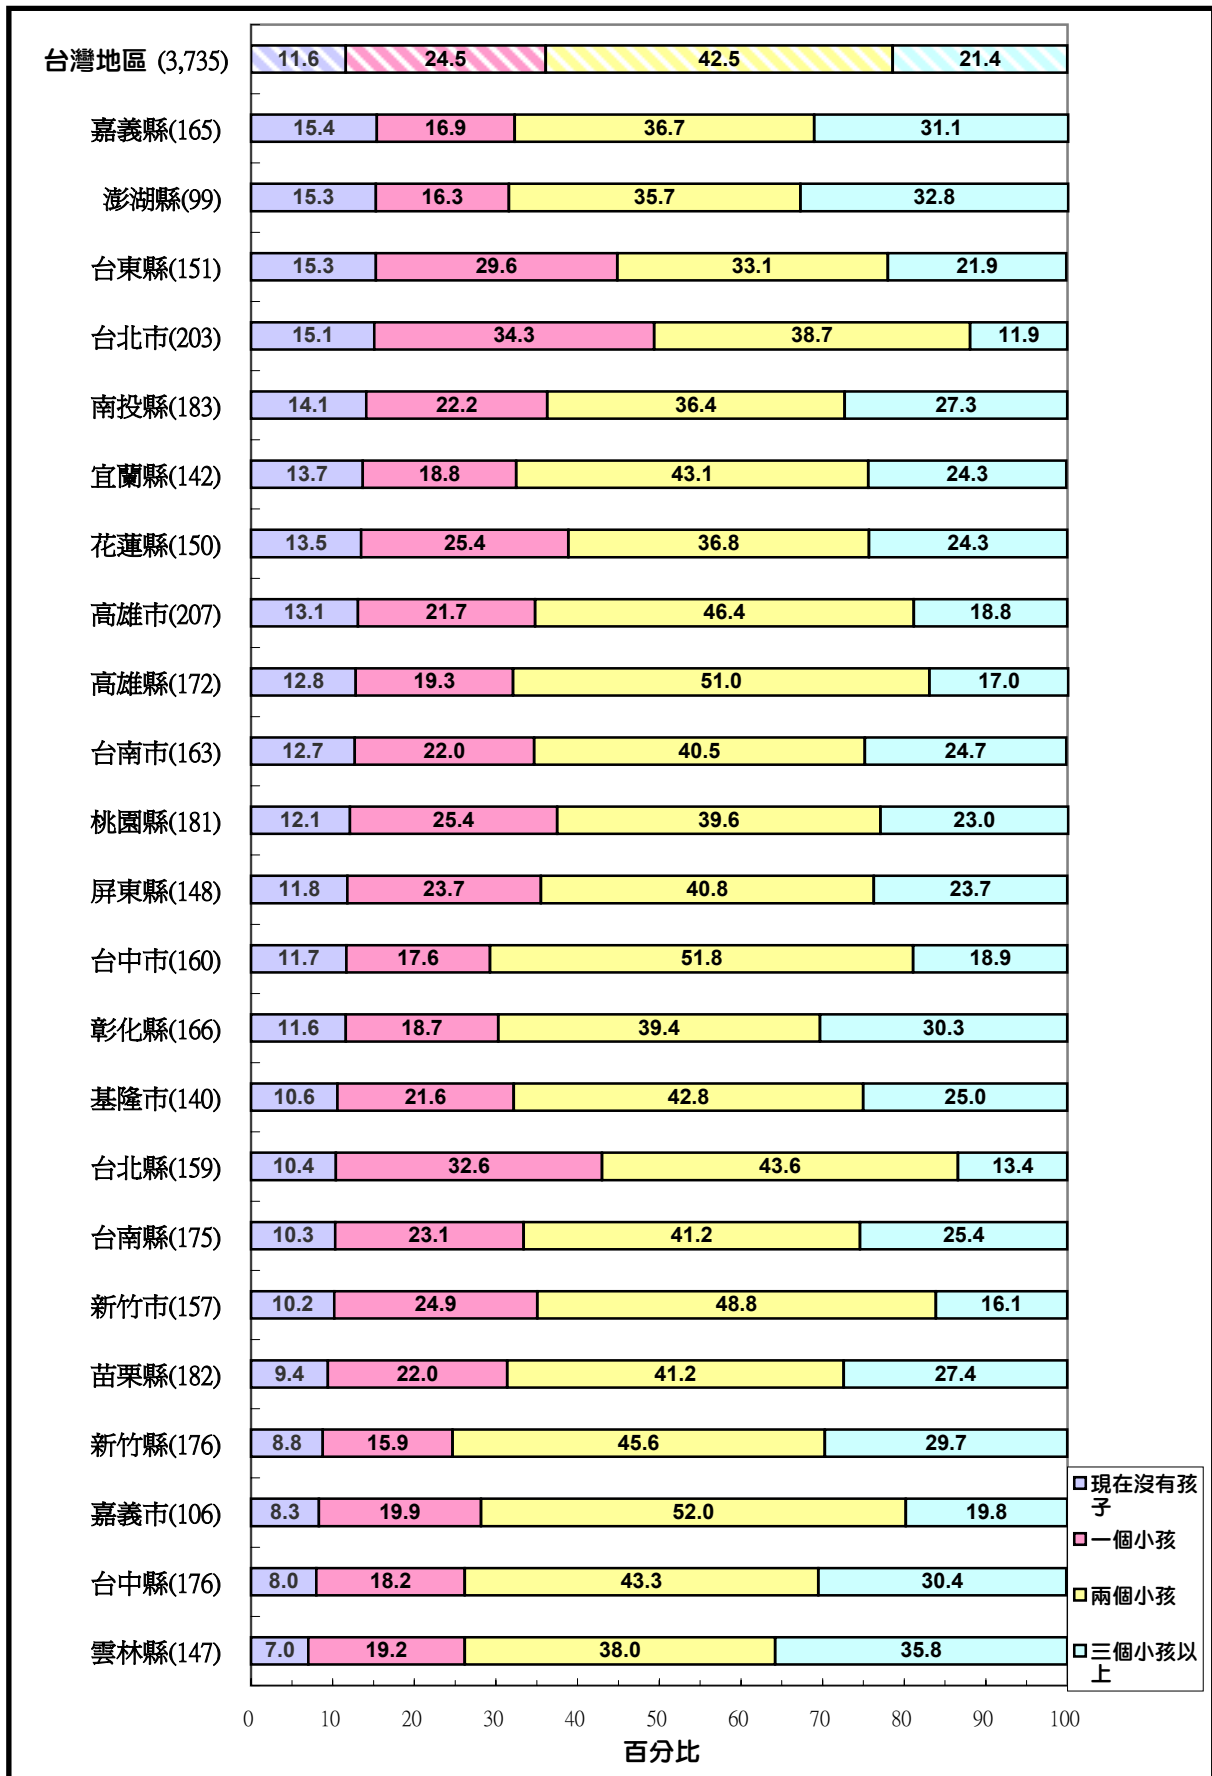 台灣地區 (3,735) 11.6 24.5 42.5 21.4
嘉義縣(165) 15.4 16.9 36.7 31.1
澎湖縣(99) 15.3 16.3 35.7 32.8
台東縣(151) 15.3 29.6 33.1 21.9
台北市(203) 15.1 34.3 38.7 11.9
南投縣(183) 14.1 22.2 36.4 27.3
宜蘭縣(142) 13.7 18.8 43.1 24.3
花蓮縣(150) 13.5 25.4 36.8 24.3
高雄市(207) 13.1 21.7 46.4 18.8
高雄縣(172) 12.8 19.3 51.0 17.0
台南市(163) 12.7 22.0 40.5 24.7
桃園縣(181) 12.1 25.4 39.6 23.0
屏東縣(148) 11.8 23.7 40.8 23.7
台中市(160) 11.7 17.6 51.8 18.9
彰化縣(166) 11.6 18.7 39.4 30.3
基隆市(140) 10.6 21.6 42.8 25.0
台北縣(159) 10.4 32.6 43.6 13.4
台南縣(175) 10.3 23.1 41.2 25.4
新竹市(157) 10.2 24.9 48.8 16.1
苗栗縣(182) 9.4 22.0 41.2 27.4
新竹縣(176) 8.8 15.9 45.6 29.7
嘉義市(106) 8.3 19.9 52.0 19.8
台中縣(176) 8.0 18.2 43.3 30.4
雲林縣(147) 7.0 19.2 38.0 35.8
0 10 20 30 40 50 60 70 80 90 100
百分比
現在沒有孩
子
一個小孩
兩個小孩
三個小孩以
上